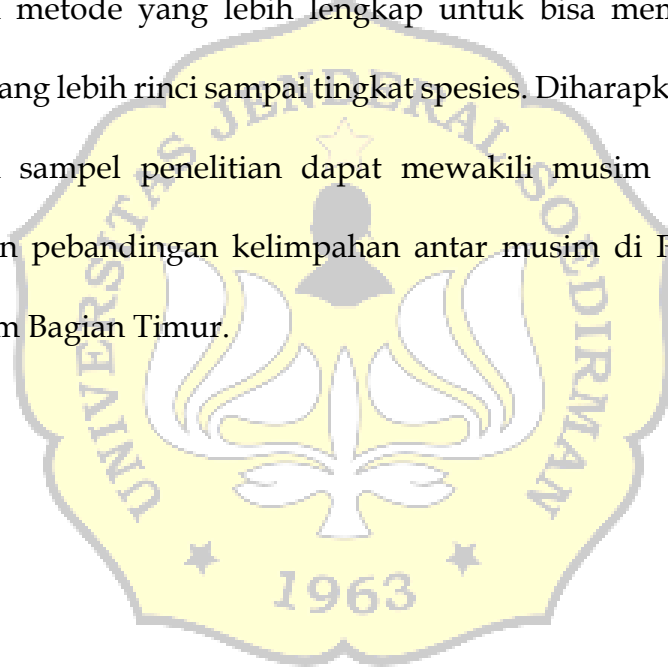 metode yang lebih lengkap untuk bisa men
ang lebih rinci sampai tingkat spesies. Diharapk
sampel penelitian dapat mewakili musim
n pebandingan kelimpahan antar musim di
m Bagian Timur.
UNIVERSITAS JENDERAL SOEDIRMAN
1963